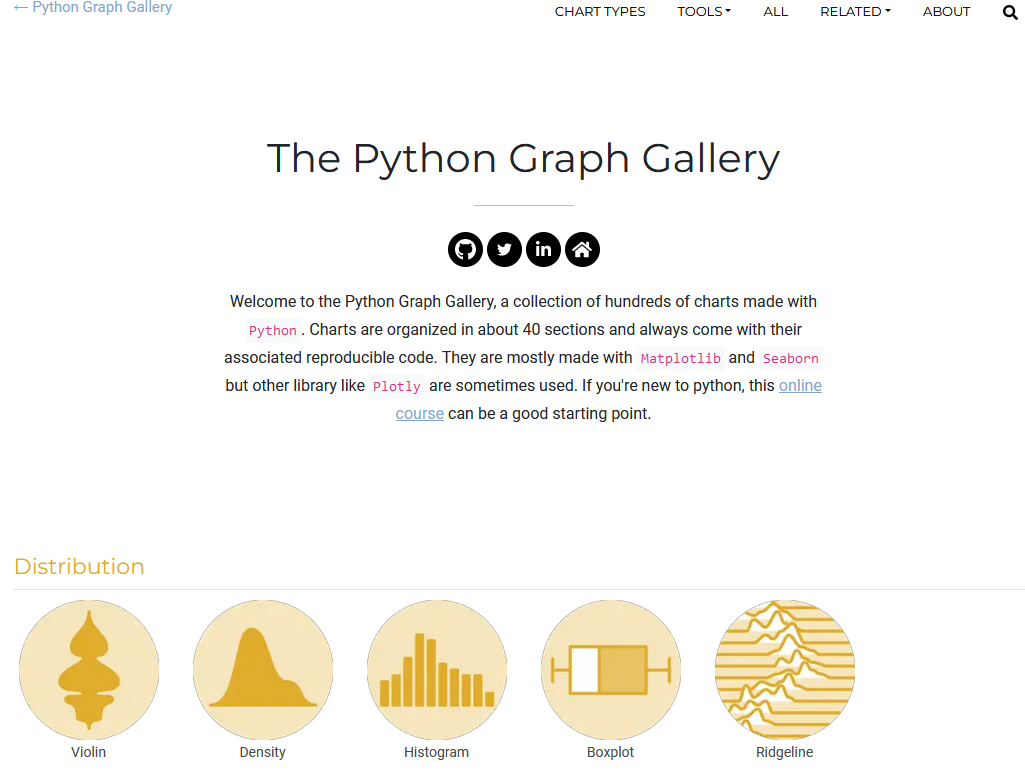 ← Python Graph Gallery
CHART TYPES TOOLS ALL RELATED ABOUT
The Python Graph Gallery
Welcome to the Python Graph Gallery, a collection of hundreds of charts made with
Python. Charts are organized in about 40 sections and always come with their
associated reproducible code. They are mostly made with Matplotlib and Seaborn
but other library like Plotly are sometimes used. If you're new to python, this online
course can be a good starting point.
Distribution
Violin Density Histogram Boxplot Ridgeline